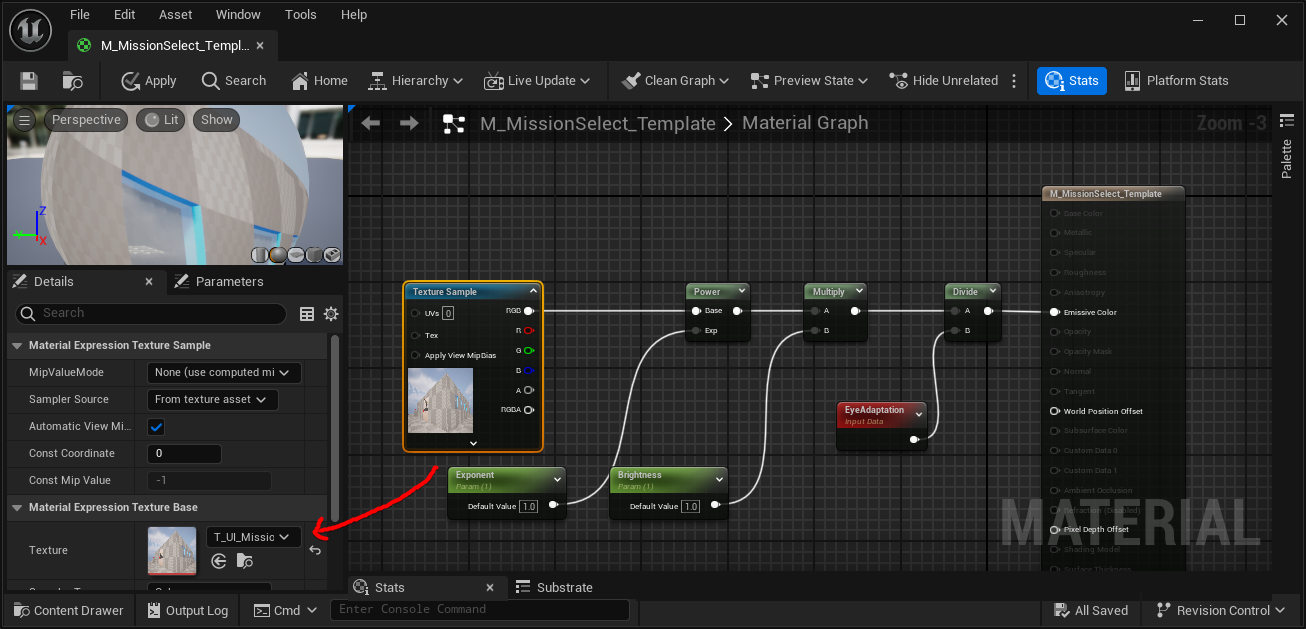 File Edit Asset Window Tools Help
M_MissionSelect_Templ...
Apply Search Home Hierarchy Live Update Clean Graph Preview State Hide Unrelated Stats Platform Stats
Perspective Lit Show
M_MissionSelect_Template > Material Graph
Zoom -3
Palette
Z
Y
X
Details Parameters
Search
Material Expression Texture Sample
MipValueMode None (use computed mi
Sampler Source From texture asset
Automatic View Mi...
Const Coordinate 0
Const Mip Value -1
Material Expression Texture Base
Texture T_UI_Missic
Texture Sample
UVs 0
Tex
Apply View MipBias
RGB
R
G
B
A
RGBA
Power
Base
Exp
Multiply
A
B
Divide
A
B
EyeAdaptation
Input Data
Exponent
Param (1)
Default Value 1.0
Brightness
Param (1)
Default Value 1.0
M_MissionSelect_Template
Base Color
Metallic
Specular
Roughness
Anisotropy
Emissive Color
Opacity
Opacity Mask
Normal
Tangent
World Position Offset
Subsurface Color
Custom Data 0
Custom Data 1
Ambient Occlusion
Refraction (Disabled)
Pixel Depth Offset
Shading Model
Surface Thickness
MATERIAL
Stats Substrate
Content Drawer Output Log Cmd Enter Console Command All Saved Revision Control